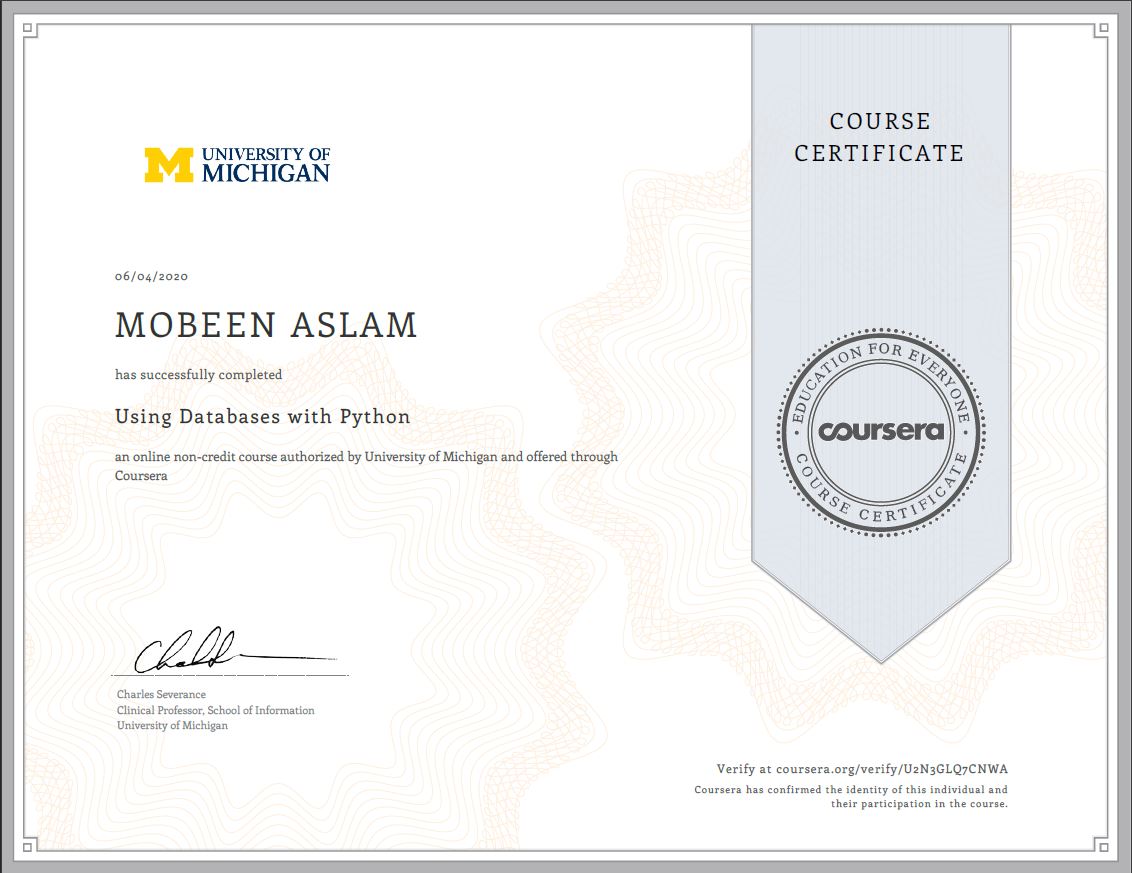 UNIVERSITY OF
MICHIGAN
COURSE
CERTIFICATE
06/04/2020
MOBEEN ASLAM
has successfully completed
Using Databases with Python
an online non-credit course authorized by University of Michigan and offered through
Coursera
EDUCATION FOR EVERYONE
coursera
COURSE CERTIFICATE
Charles Severance
Clinical Professor, School of Information
University of Michigan
Verify at coursera.org/verify/U2N3GLQ7CNWA
Coursera has confirmed the identity of this individual and
their participation in the course.